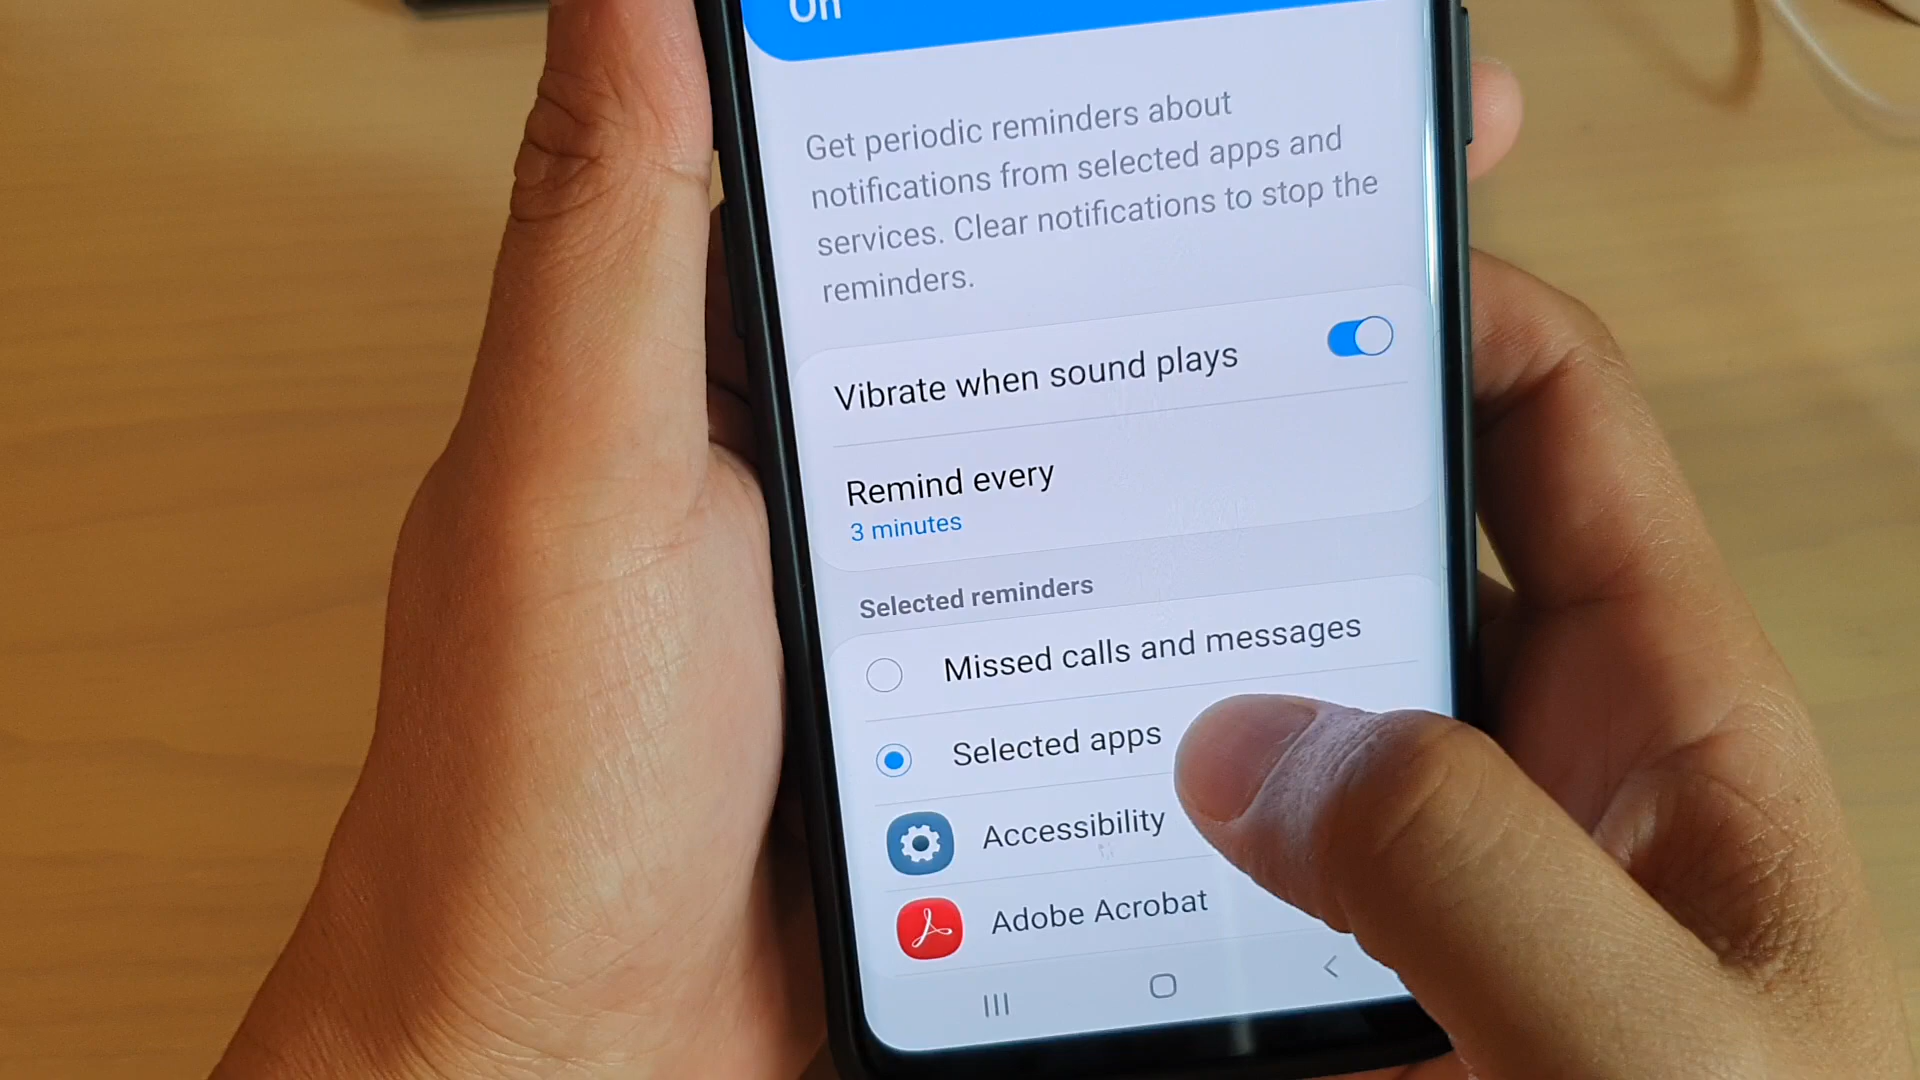 On
Get periodic reminders about
notifications from selected apps and
services. Clear notifications to stop the
reminders.
Vibrate when sound plays
Remind every
3 minutes
Selected reminders
Missed calls and messages
Selected apps
Accessibility
Adobe Acrobat